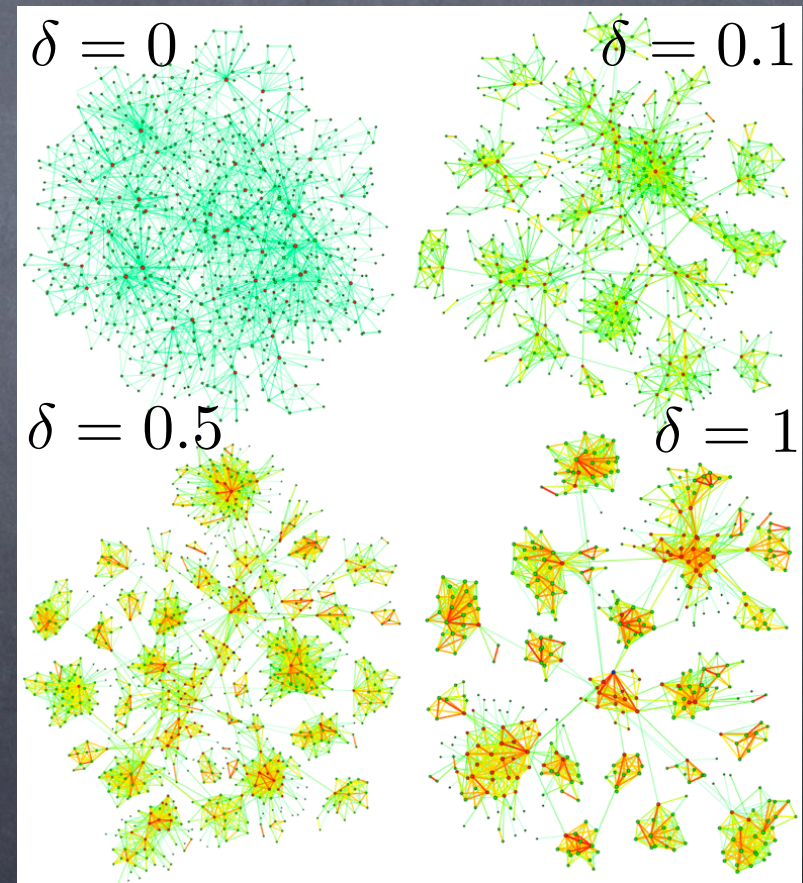 δ = 0
δ = 0.1
δ = 0.5
δ = 1